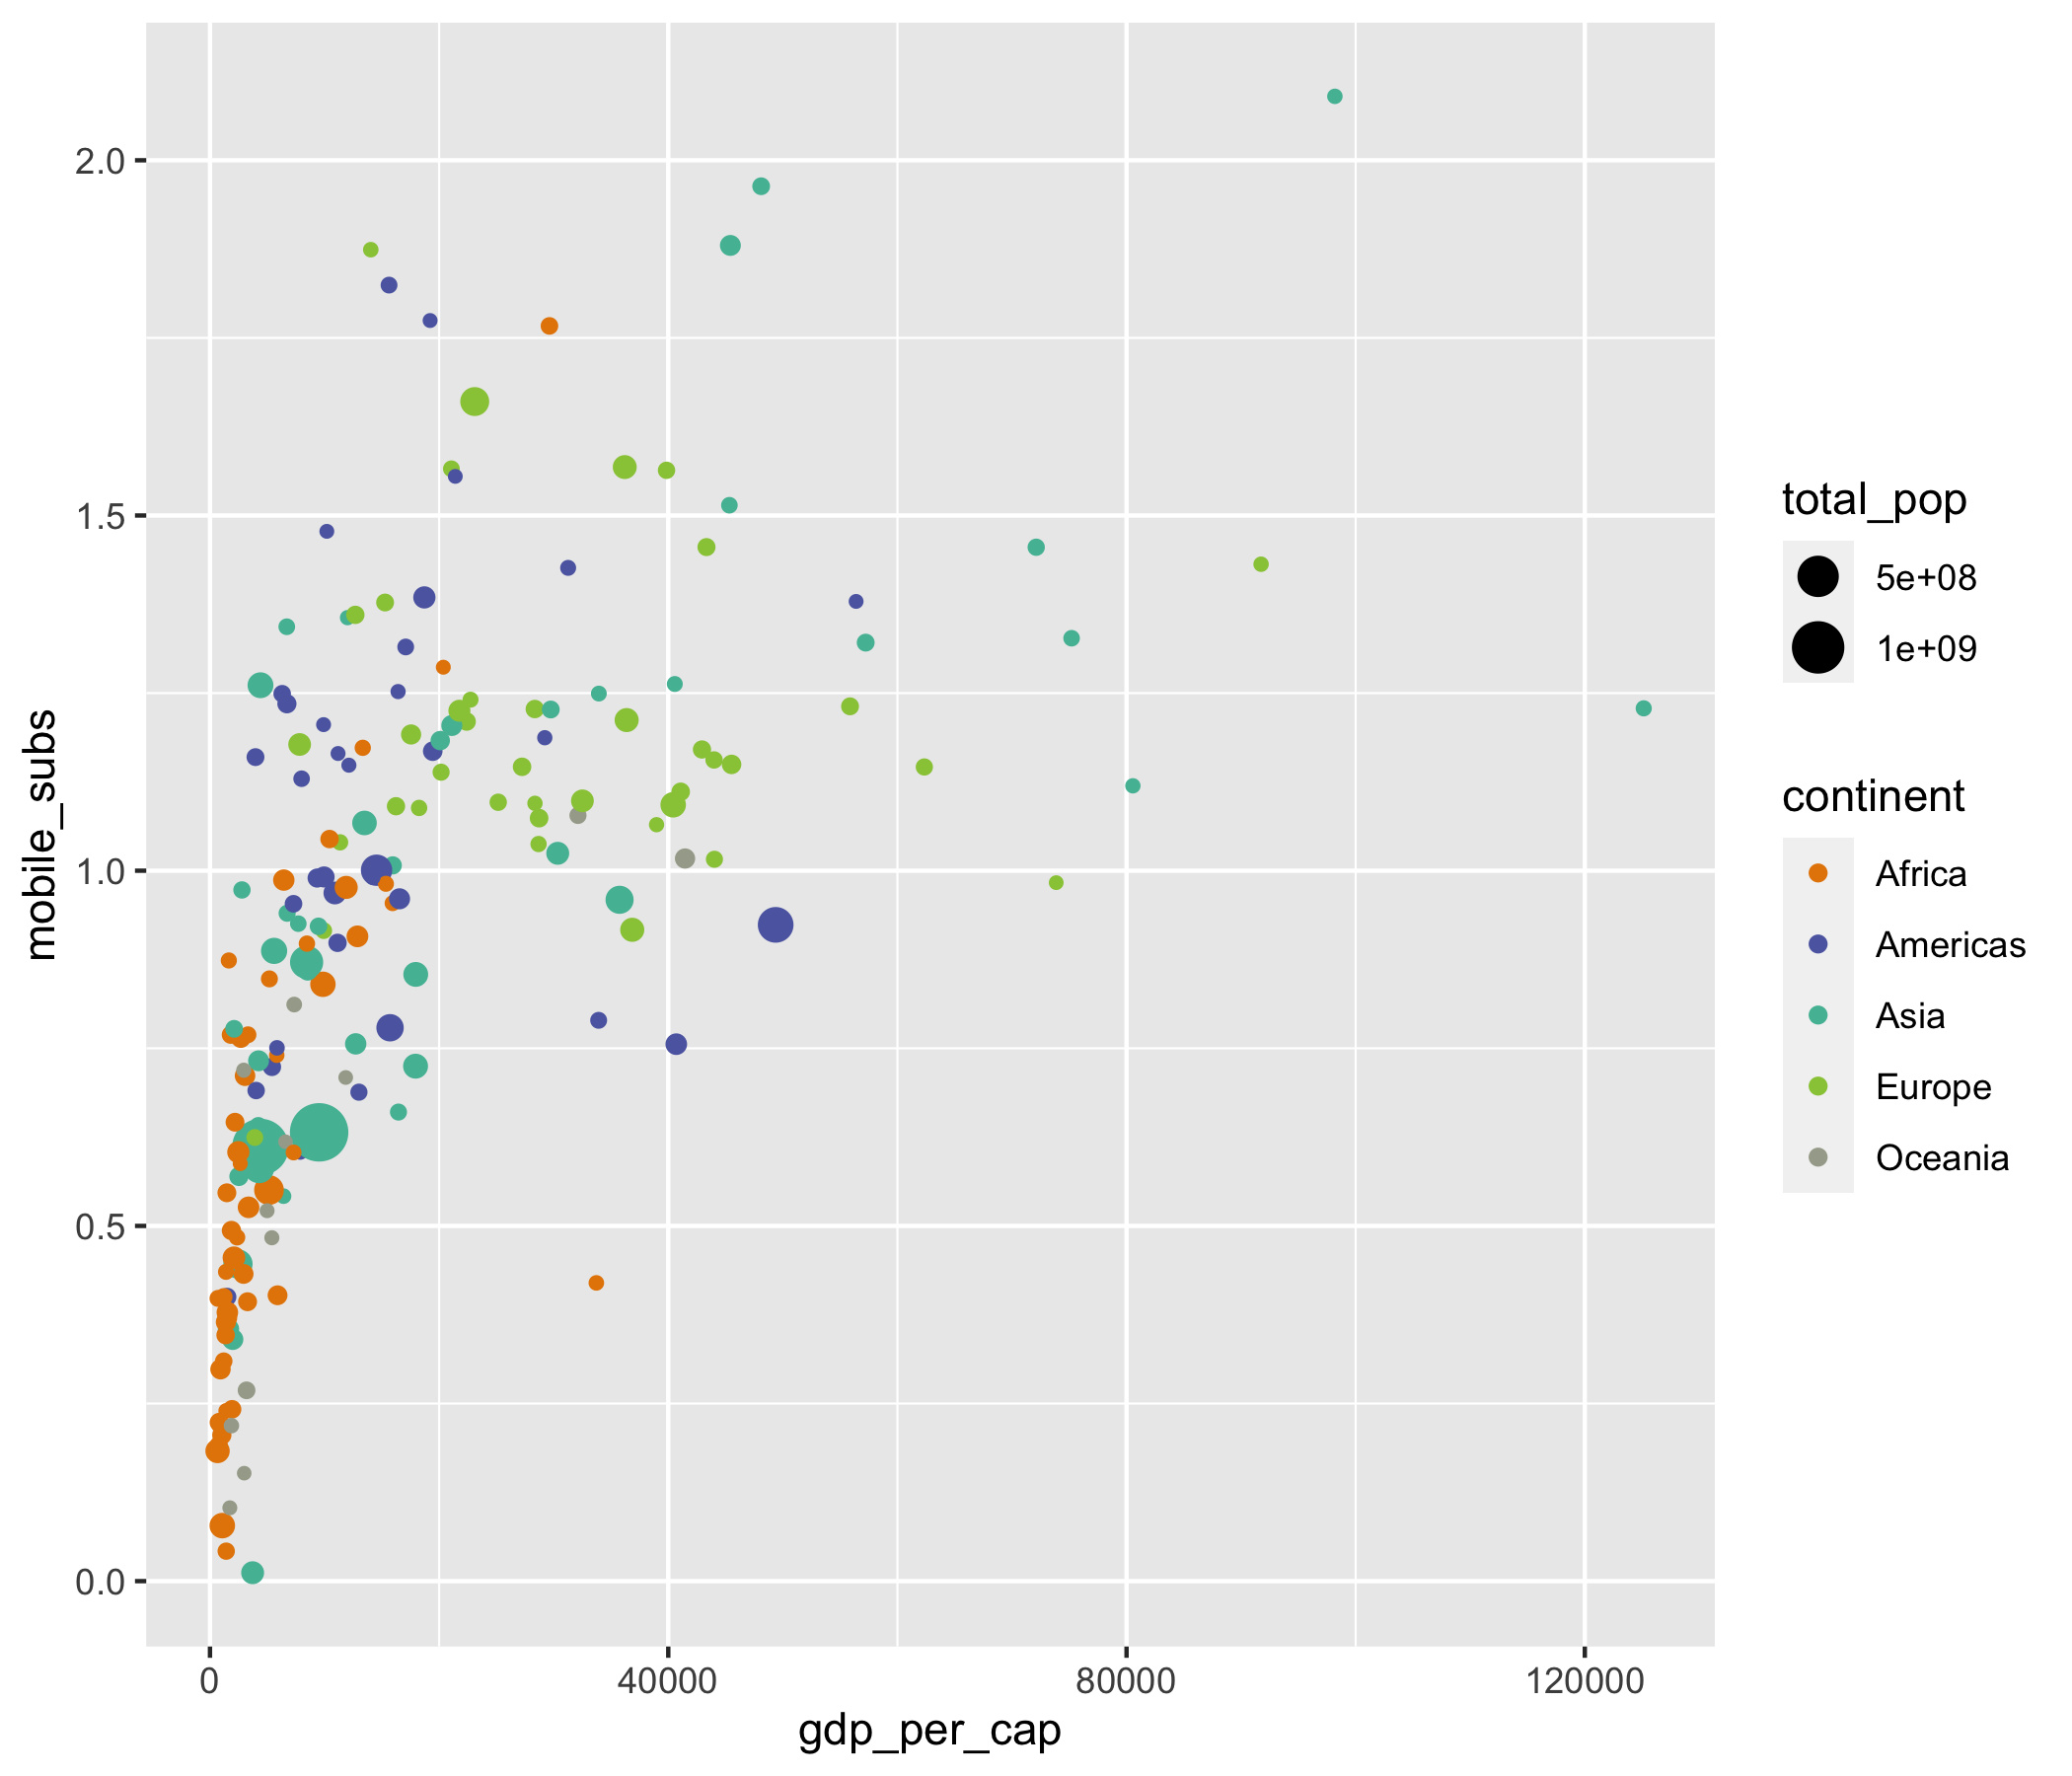 2.0
1.5
1.0
0.5
0.0
mobile_subs
0
40000
80000
120000
gdp_per_cap
total_pop
5e+08
1e+09
continent
Africa
Americas
Asia
Europe
Oceania